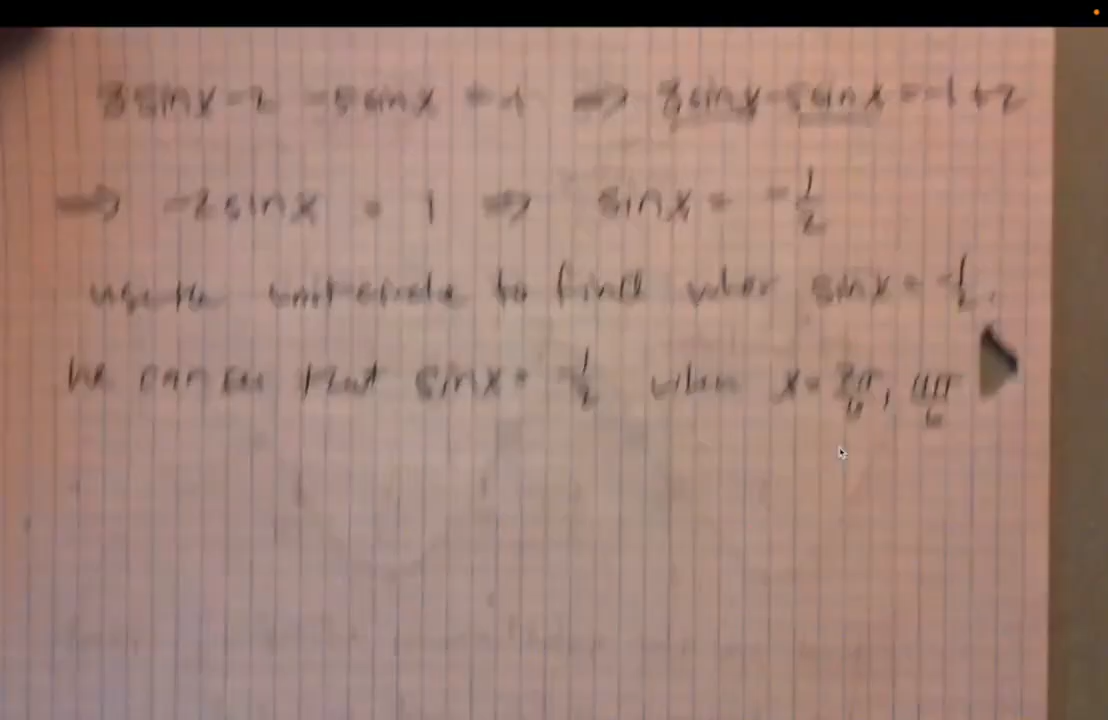 3sinx-2 -5sinx = -1 ⇒ 3sinx-5sinx = -1+2
⇒ -2sinx = 1 ⇒ sinx = -1/2
use the unit circle to find when sinx = -1/2.
we can see that sinx = -1/2 when x = 7π/6, 11π/6